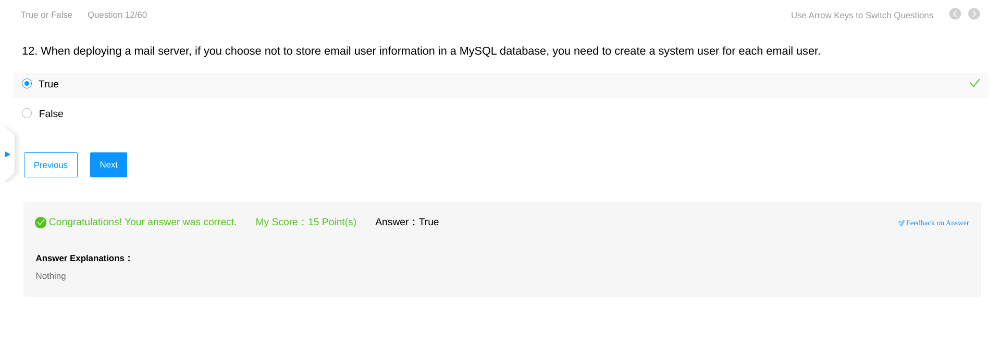 True or False Question 12/60 Use Arrow Keys to Switch Questions
12. When deploying a mail server, if you choose not to store email user information in a MySQL database, you need to create a system user for each email user.
True
False
Previous Next
Congratulations! Your answer was correct. My Score：15 Point(s) Answer：True Feedback on Answer
Answer Explanations：
Nothing